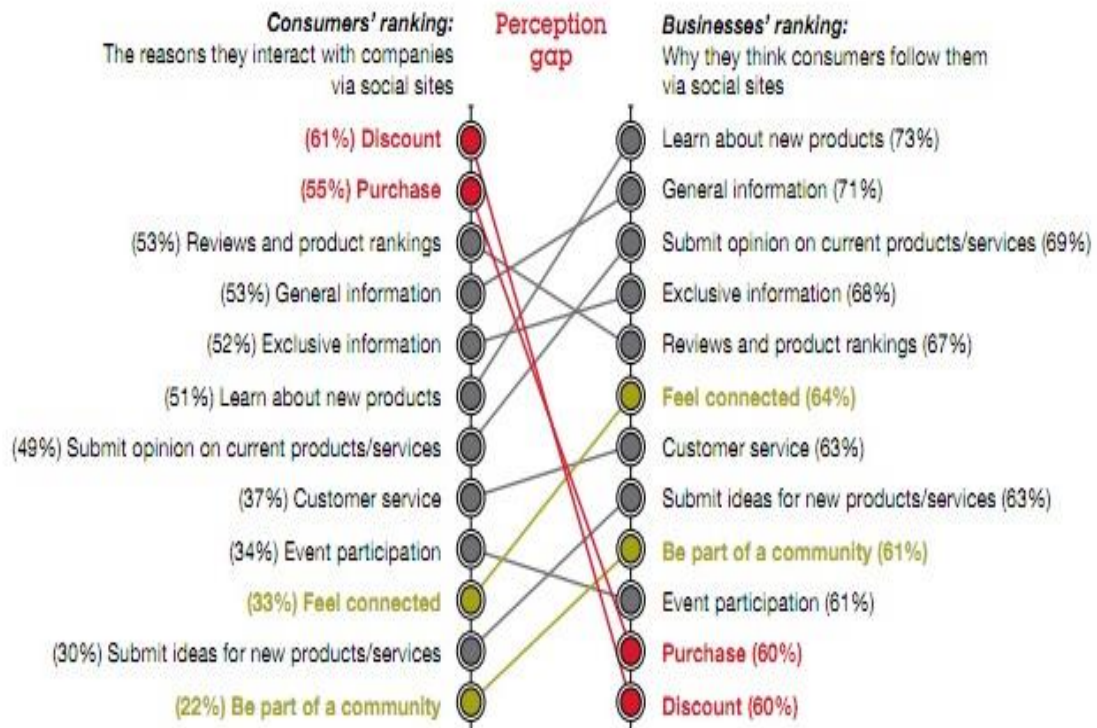 Consumers' ranking:
The reasons they interact with companies
via social sites
Perception
gap
Businesses' ranking:
Why they think consumers follow them
via social sites
(61%) Discount
(55%) Purchase
(53%) Reviews and product rankings
(53%) General information
(52%) Exclusive information
(51%) Learn about new products
(49%) Submit opinion on current products/services
(37%) Customer service
(34%) Event participation
(33%) Feel connected
(30%) Submit ideas for new products/services
(22%) Be part of a community
Learn about new products (73%)
General information (71%)
Submit opinion on current products/services (69%)
Exclusive information (68%)
Reviews and product rankings (67%)
Feel connected (64%)
Customer service (63%)
Submit ideas for new products/services (63%)
Be part of a community (61%)
Event participation (61%)
Purchase (60%)
Discount (60%)